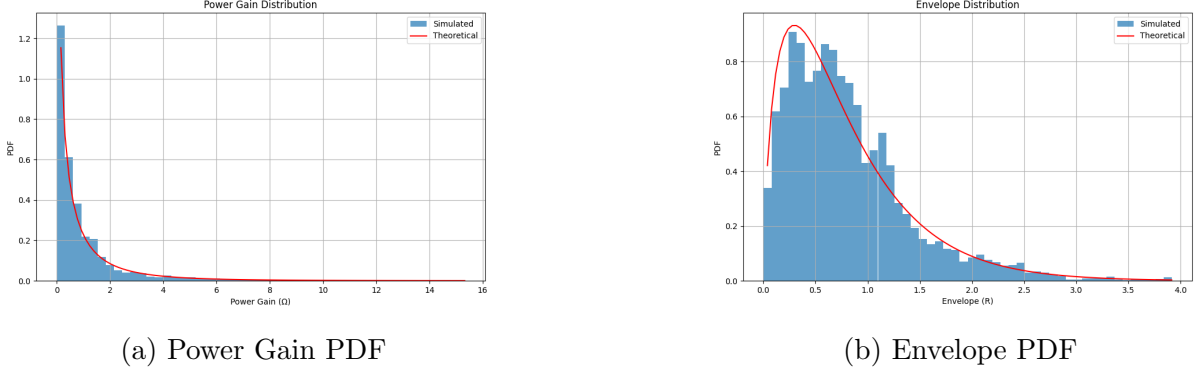 Power Gain Distribution
Simulated
Theoretical
PDF
1.2
1.0
0.8
0.6
0.4
0.2
0.0
0 2 4 6 8 10 12 14 16
Power Gain (Ω)
(a) Power Gain PDF
Envelope Distribution
Simulated
Theoretical
PDF
0.8
0.6
0.4
0.2
0.0
0.0 0.5 1.0 1.5 2.0 2.5 3.0 3.5 4.0
Envelope (R)
(b) Envelope PDF